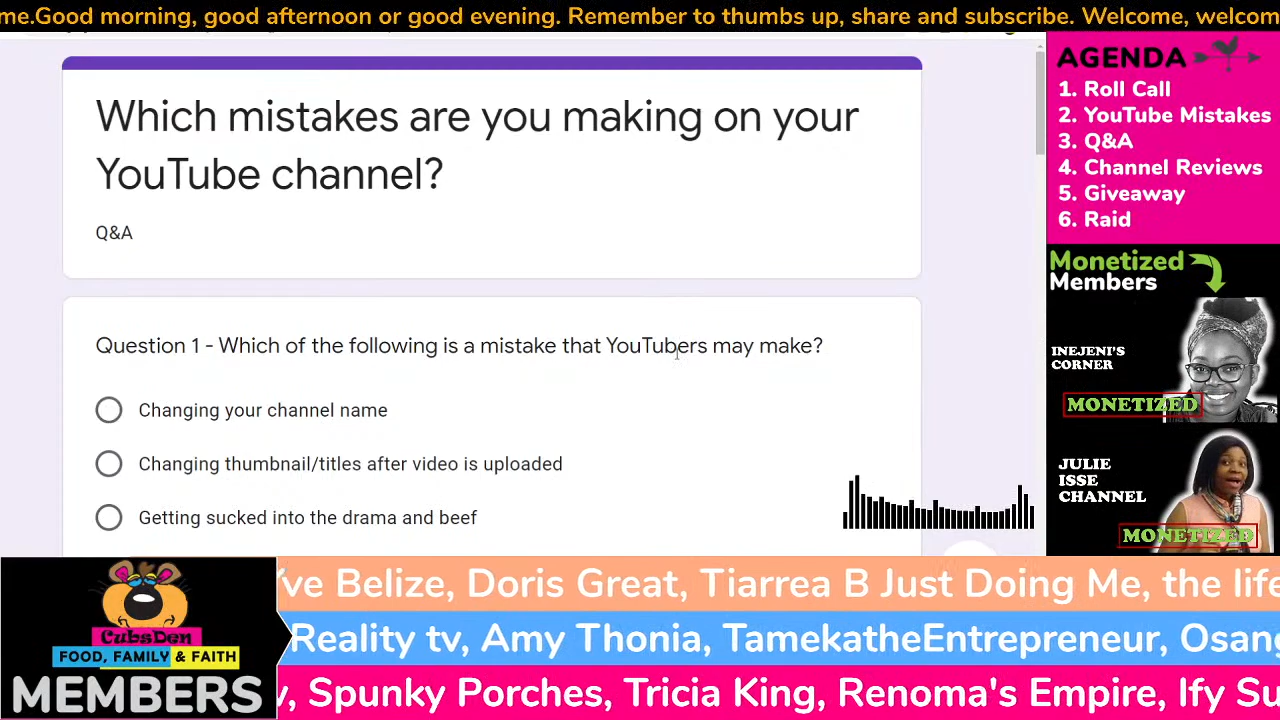 me.Good morning, good afternoon or good evening. Remember to thumbs up, share and subscribe. Welcome, welcom
Which mistakes are you making on your
YouTube channel?
Q&A
Question 1 - Which of the following is a mistake that YouTubers may make?
Changing your channel name
Changing thumbnail/titles after video is uploaded
Getting sucked into the drama and beef
AGENDA
1. Roll Call
2. YouTube Mistakes
3. Q&A
4. Channel Reviews
5. Giveaway
6. Raid
Monetized
Members
INEJENI'S
CORNER
MONETIZED
JULIE
ISSE
CHANNEL
MONETIZED
CubsDen
FOOD, FAMILY & FAITH
MEMBERS
Yve Belize, Doris Great, Tiarrea B Just Doing Me, the life
Reality tv, Amy Thonia, TamekatheEntrepreneur, Osang
, Spunky Porches, Tricia King, Renoma's Empire, Ify Su